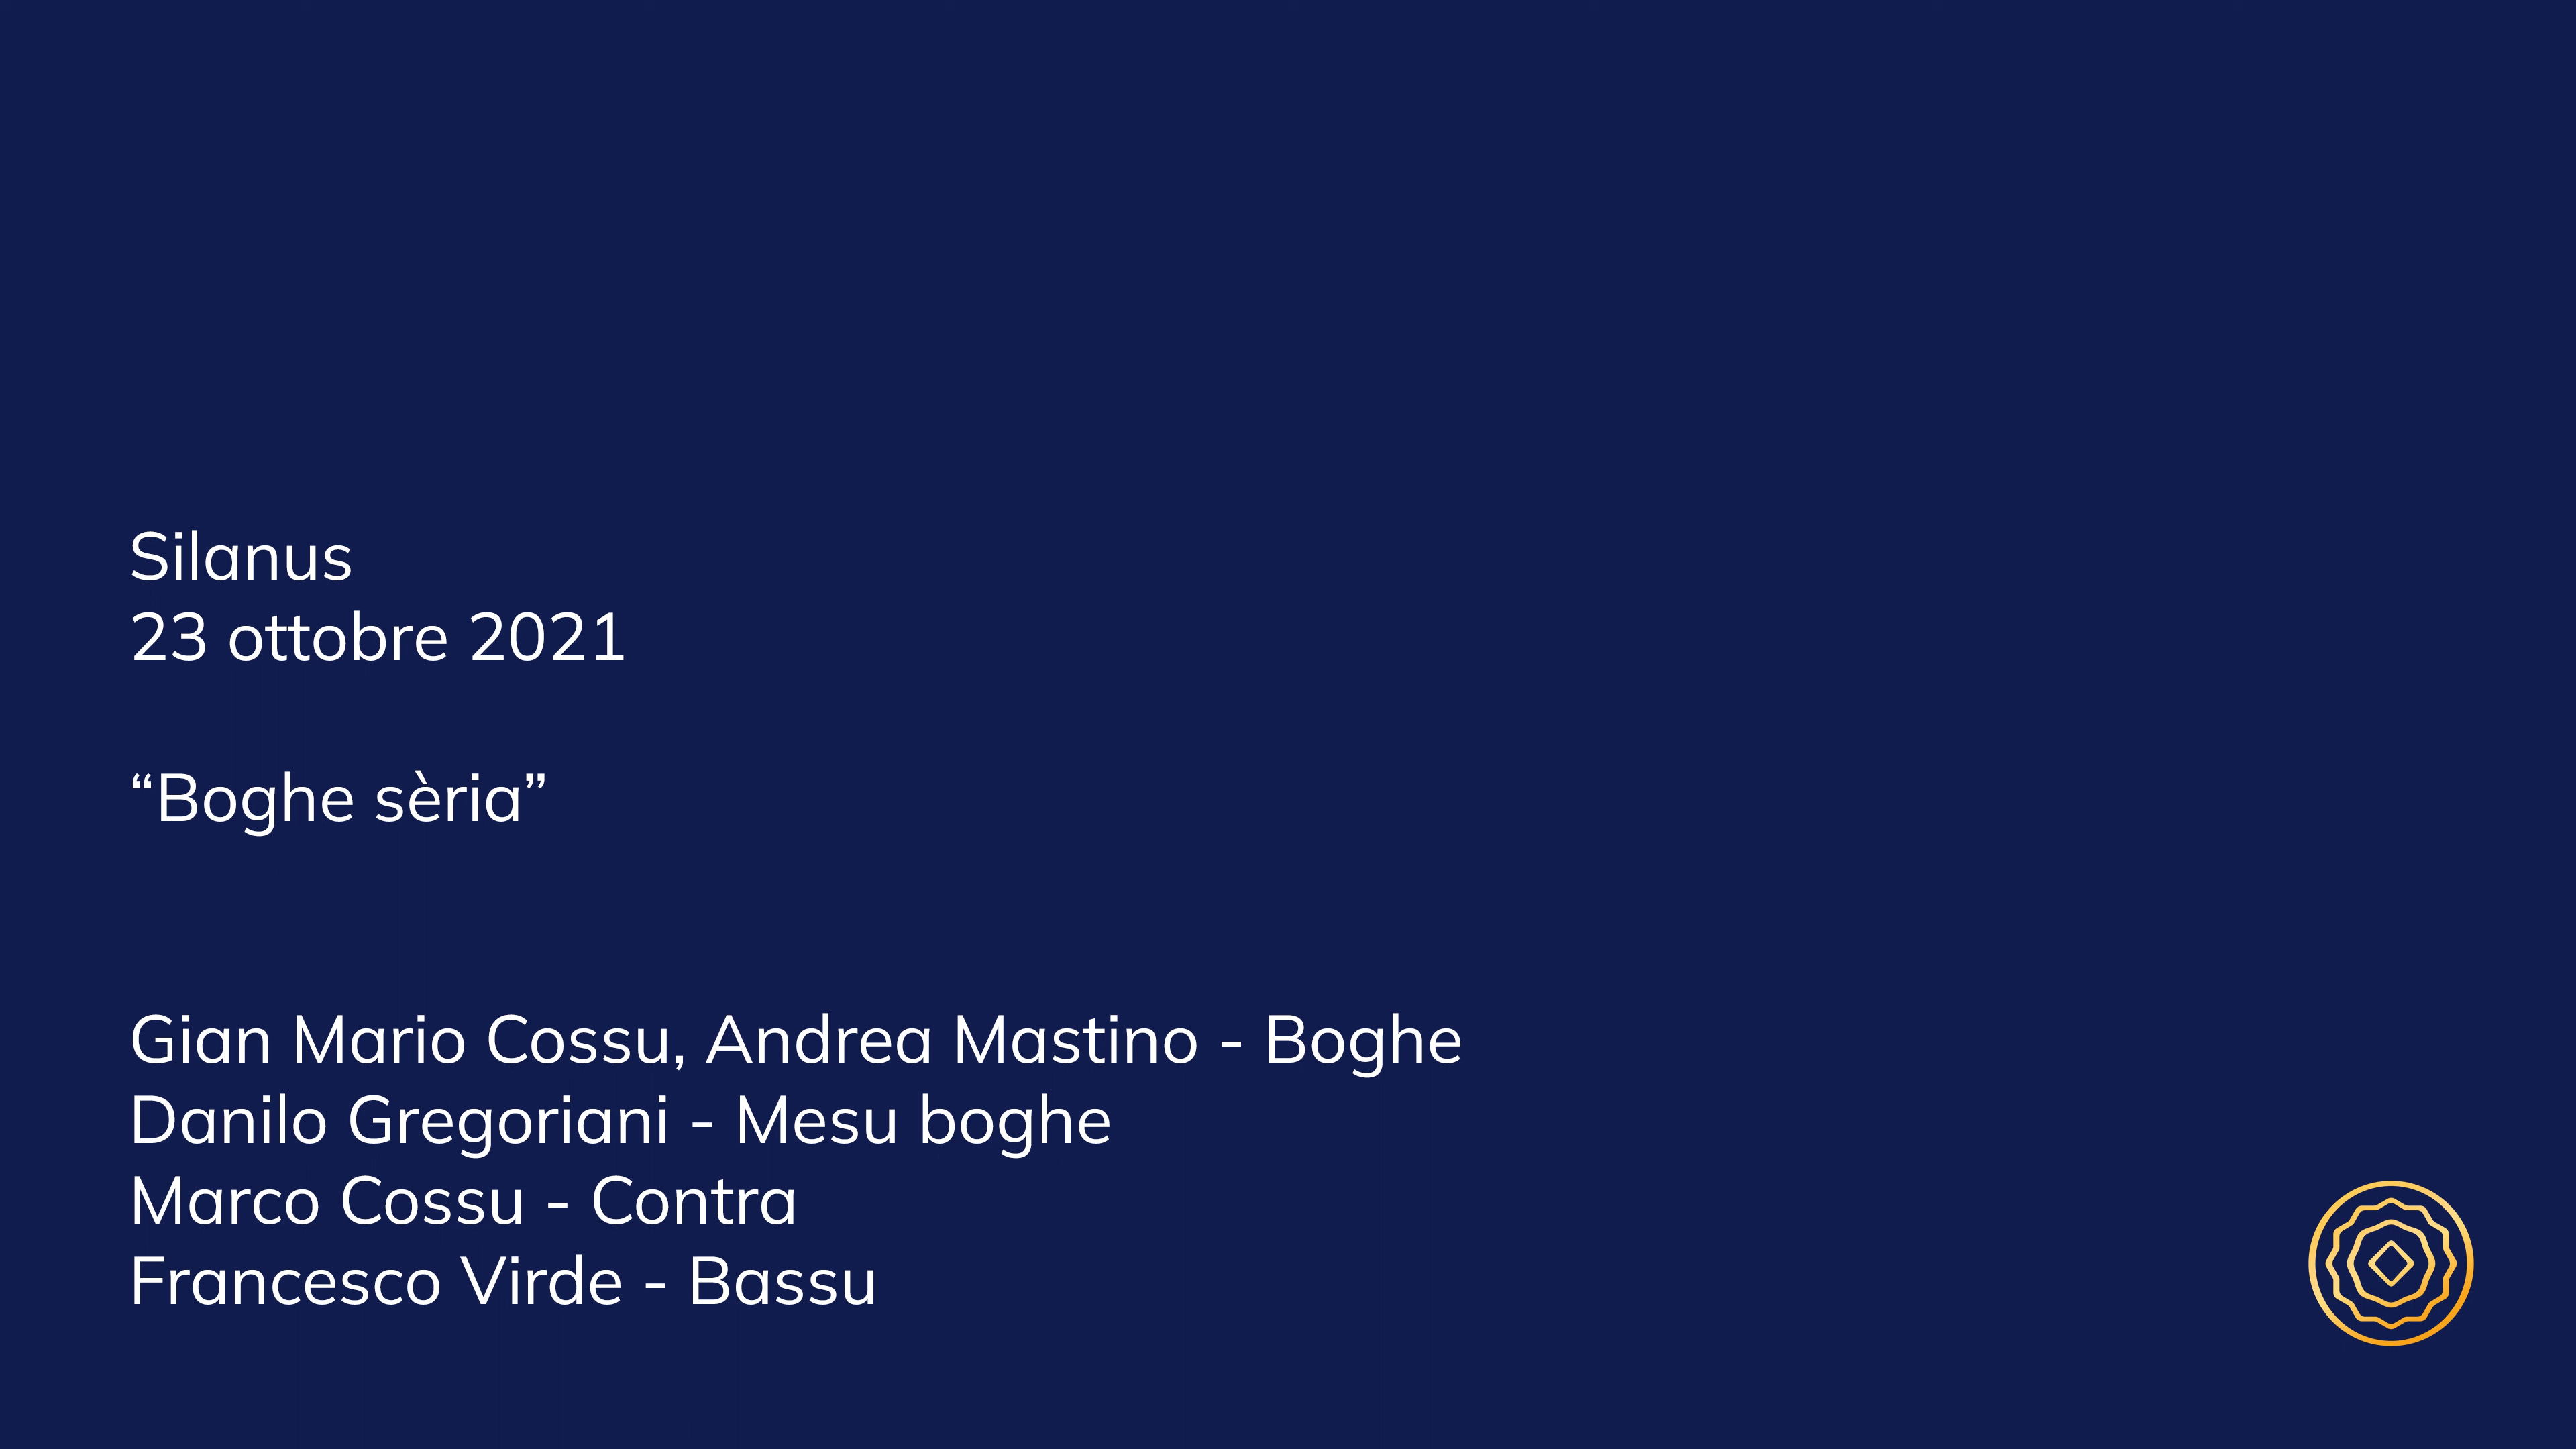 Silanus
23 ottobre 2021
“Boghe sèria”
Gian Mario Cossu, Andrea Mastino - Boghe
Danilo Gregoriani - Mesu boghe
Marco Cossu - Contra
Francesco Virde - Bassu